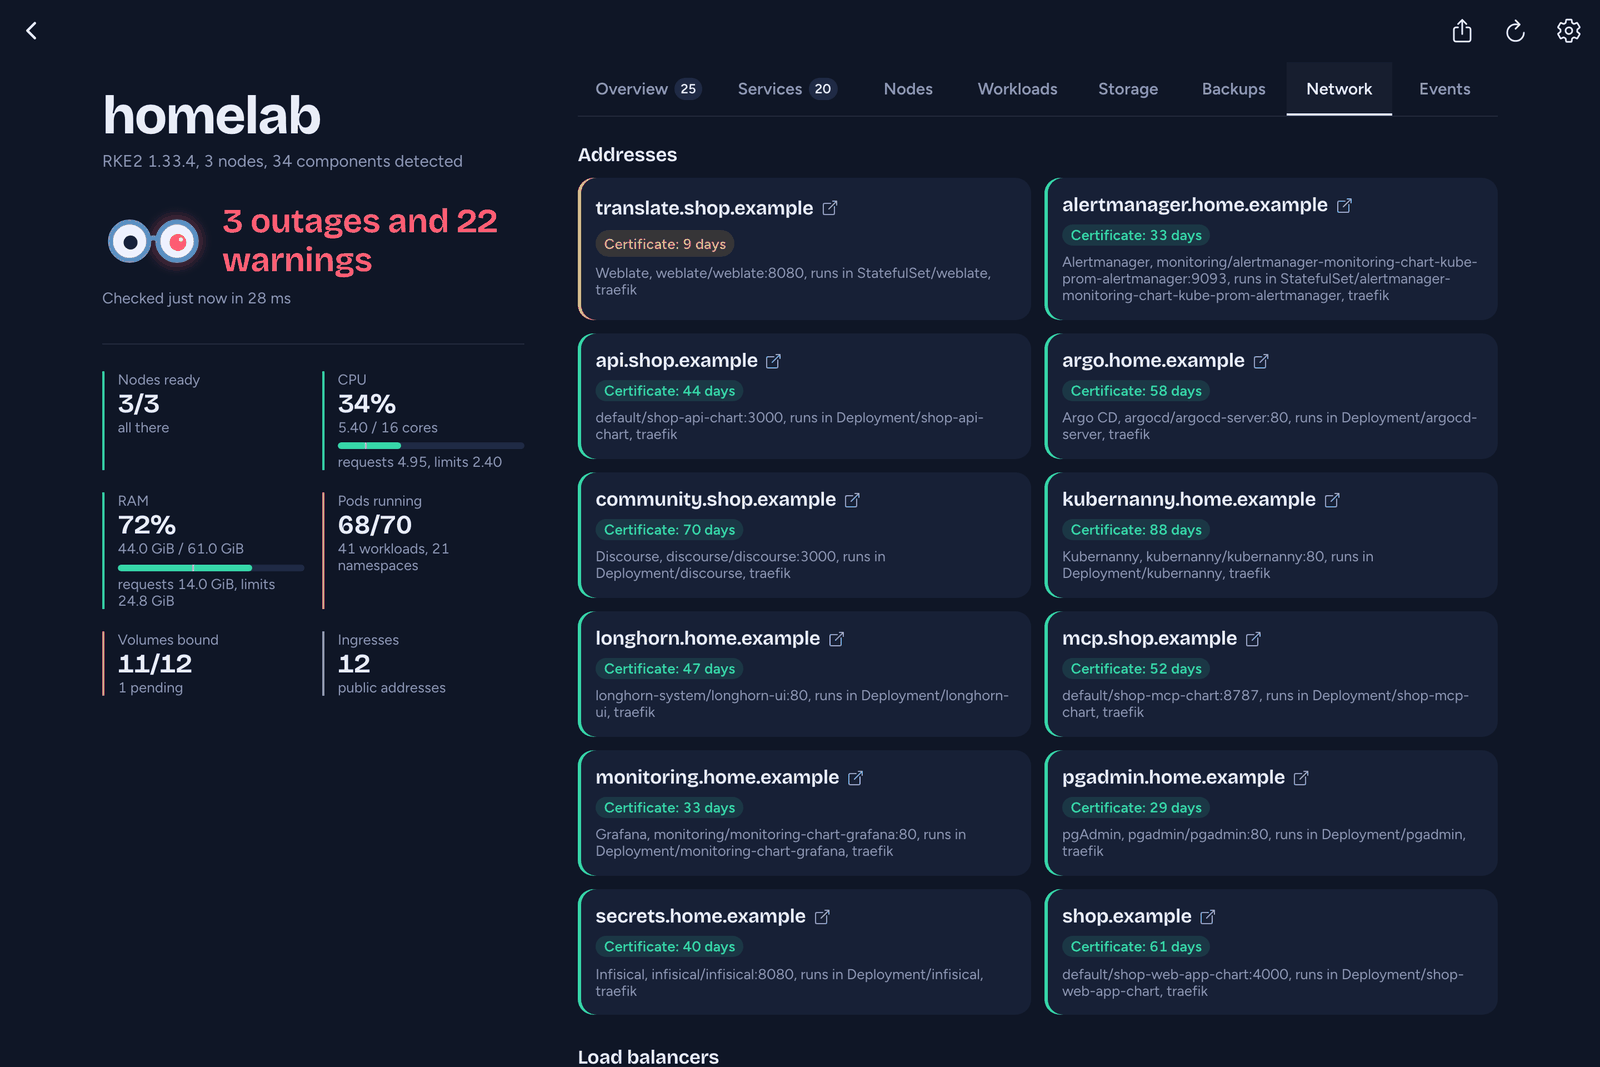 homelab
RKE2 1.33.4, 3 nodes, 34 components detected
3 outages and 22
warnings
Checked just now in 28 ms
Nodes ready
3/3
all there
CPU
34%
5.40 / 16 cores
requests 4.95, limits 2.40
RAM
72%
44.0 GiB / 61.0 GiB
requests 14.0 GiB, limits
24.8 GiB
Pods running
68/70
41 workloads, 21
namespaces
Volumes bound
11/12
1 pending
Ingresses
12
public addresses
Overview 25
Services 20
Nodes
Workloads
Storage
Backups
Network
Events
Addresses
translate.shop.example
Certificate: 9 days
Weblate, weblate/weblate:8080, runs in StatefulSet/weblate,
traefik
alertmanager.home.example
Certificate: 33 days
Alertmanager, monitoring/alertmanager-monitoring-chart-kube-
prom-alertmanager:9093, runs in StatefulSet/alertmanager-
monitoring-chart-kube-prom-alertmanager, traefik
api.shop.example
Certificate: 44 days
default/shop-api-chart:3000, runs in Deployment/shop-api-
chart, traefik
argo.home.example
Certificate: 58 days
Argo CD, argocd/argocd-server:80, runs in Deployment/argocd-
server, traefik
community.shop.example
Certificate: 70 days
Discourse, discourse/discourse:3000, runs in
Deployment/discourse, traefik
kubernanny.home.example
Certificate: 88 days
Kubernanny, kubernanny/kubernanny:80, runs in
Deployment/kubernanny, traefik
longhorn.home.example
Certificate: 47 days
longhorn-system/longhorn-ui:80, runs in Deployment/longhorn-
ui, traefik
mcp.shop.example
Certificate: 52 days
default/shop-mcp-chart:8787, runs in Deployment/shop-mcp-
chart, traefik
monitoring.home.example
Certificate: 33 days
Grafana, monitoring/monitoring-chart-grafana:80, runs in
Deployment/monitoring-chart-grafana, traefik
pgadmin.home.example
Certificate: 29 days
pgAdmin, pgadmin/pgadmin:80, runs in Deployment/pgadmin,
traefik
secrets.home.example
Certificate: 40 days
Infisical, infisical/infisical:8080, runs in Deployment/infisical,
traefik
shop.example
Certificate: 61 days
default/shop-web-app-chart:4000, runs in Deployment/shop-
web-app-chart, traefik
Load balancers